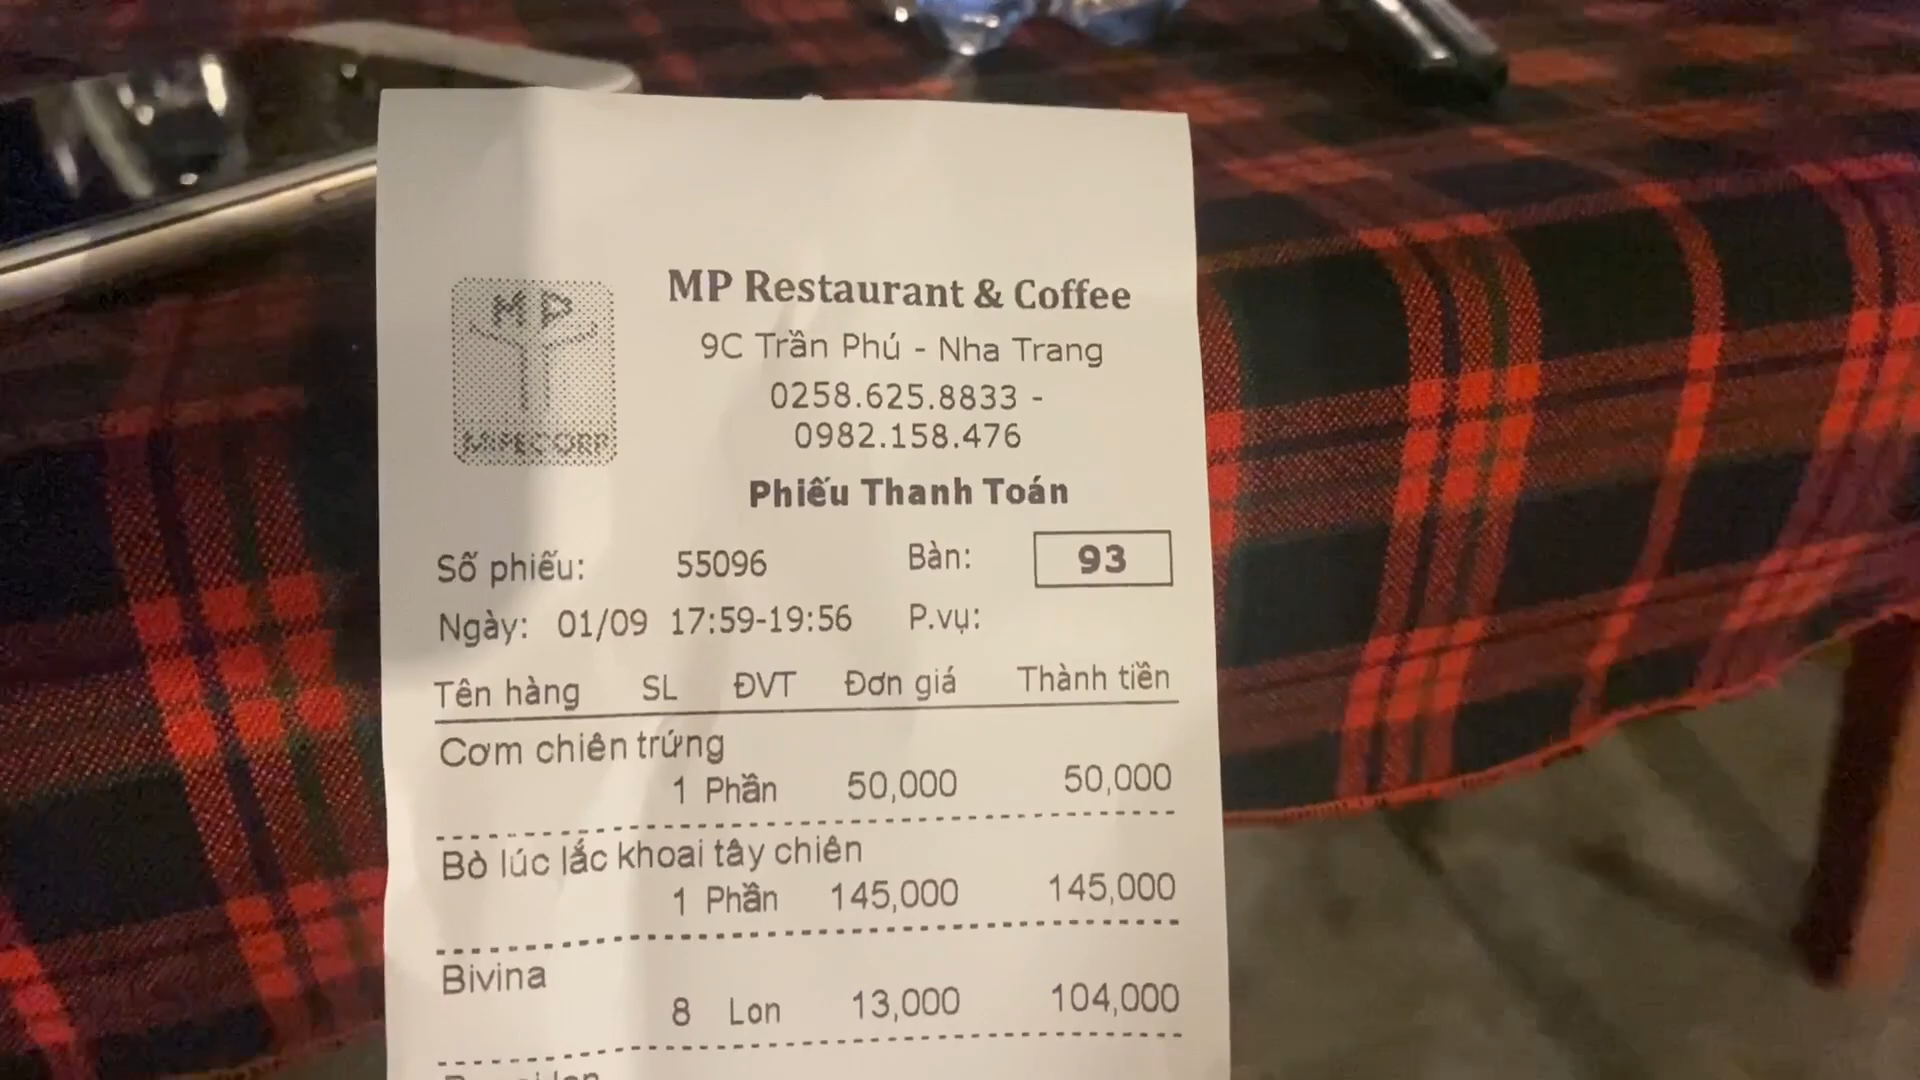 MP
MIFECORP
MP Restaurant & Coffee
9C Trần Phú - Nha Trang
0258.625.8833 -
0982.158.476
Phiếu Thanh Toán
Số phiếu: 55096 Bàn: 93
Ngày: 01/09 17:59-19:56 P.vụ:
Tên hàng SL ĐVT Đơn giá Thành tiền
Cơm chiên trứng
1 Phần 50,000 50,000
Bò lúc lắc khoai tây chiên
1 Phần 145,000 145,000
Bivina
8 Lon 13,000 104,000